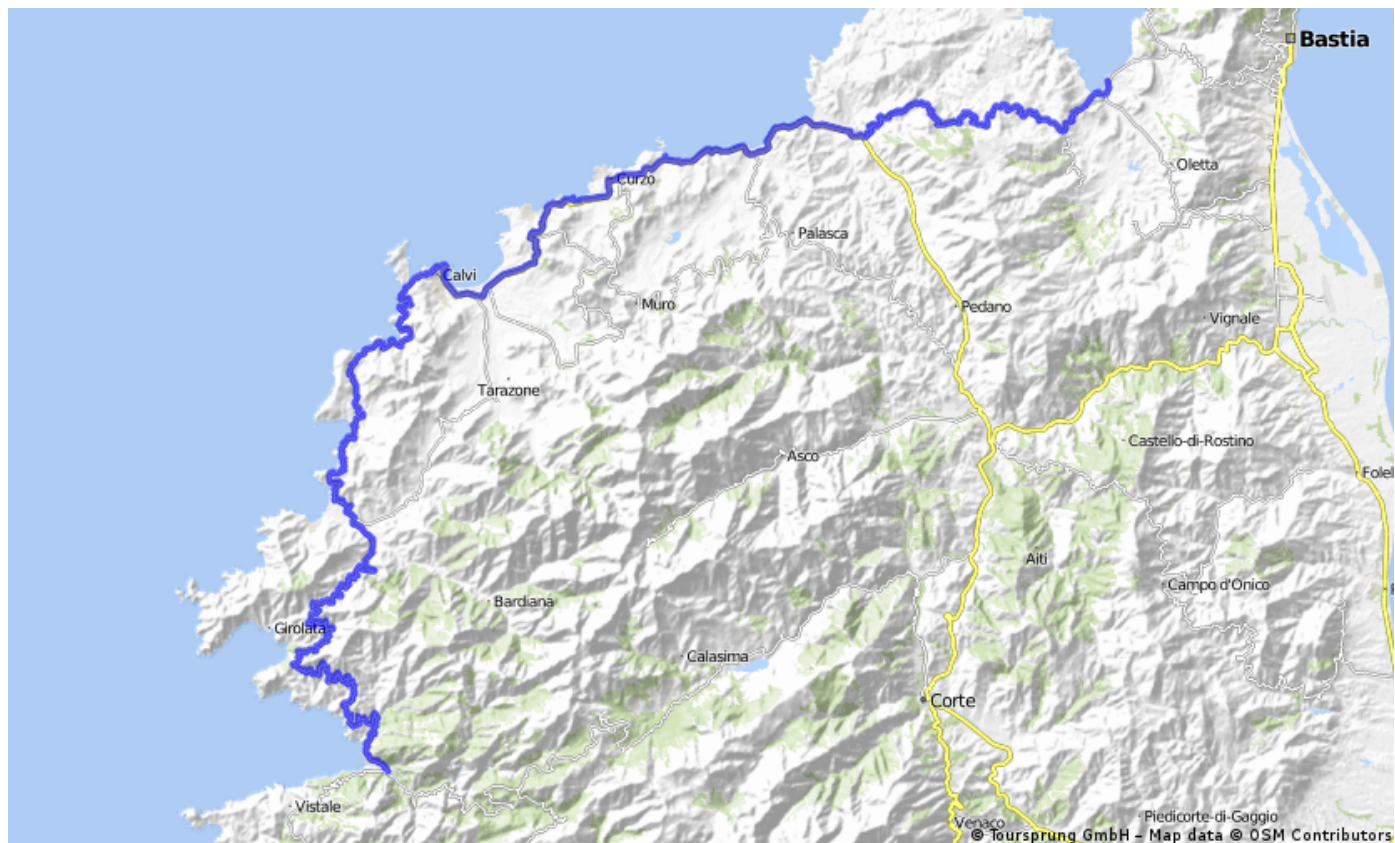 Bastia
Oletta
Curzo
Palasca
Calvi
Muro
Pedano
Vignale
Tarazone
Castello-di-Rostino
Asco
Folel
Aiti
Campo d'Onico
Bardiana
Girolata
Calasima
Corte
Vistale
Piedicorte-di-Gaggio
Venaco
© Toursprung GmbH – Map data © OSM Contributors